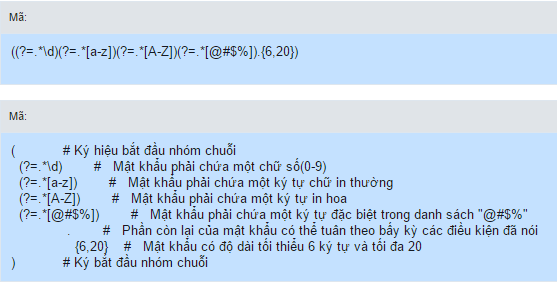 Mã:
((?=.*\d)(?=.*[a-z])(?=.*[A-Z])(?=.*[@#$%]).{6,20})
Mã:
( # Ký hiệu bắt đầu nhóm chuỗi
(?=.*\d) # Mật khẩu phải chứa một chữ số(0-9)
(?=.*[a-z]) # Mật khẩu phải chứa một ký tự chữ in thường
(?=.*[A-Z]) # Mật khẩu phải chứa một ký tự in hoa
(?=.*[@#$%]) # Mật khẩu phải chứa một ký tự đặc biệt trong danh sách "@#$%"
. # Phần còn lại của mật khẩu có thể tuân theo bấy kỳ các điều kiện đã nói
{6,20} # Mật khẩu có độ dài tối thiểu 6 ký tự và tối đa 20
) # Ký băt đầu nhóm chuỗi